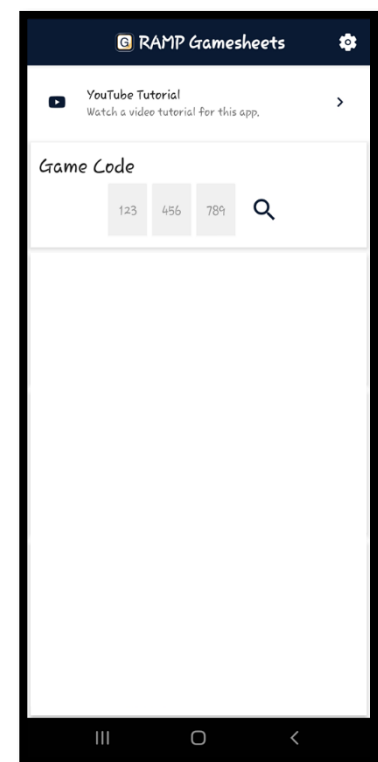 G RAMP Gamesheets
YouTube Tutorial
Watch a video tutorial for this app.
Game Code
123 456 789